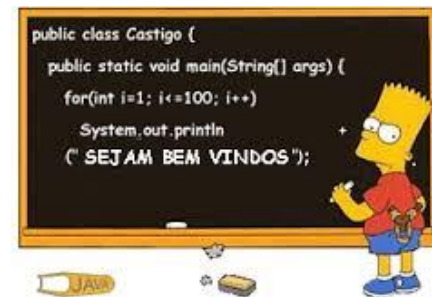 public class Castigo {
public static void main(String[] args) {
for(int i=1; i<=100; i++)
System.out.println +
(" SEJAM BEM VINDOS");
JAVA